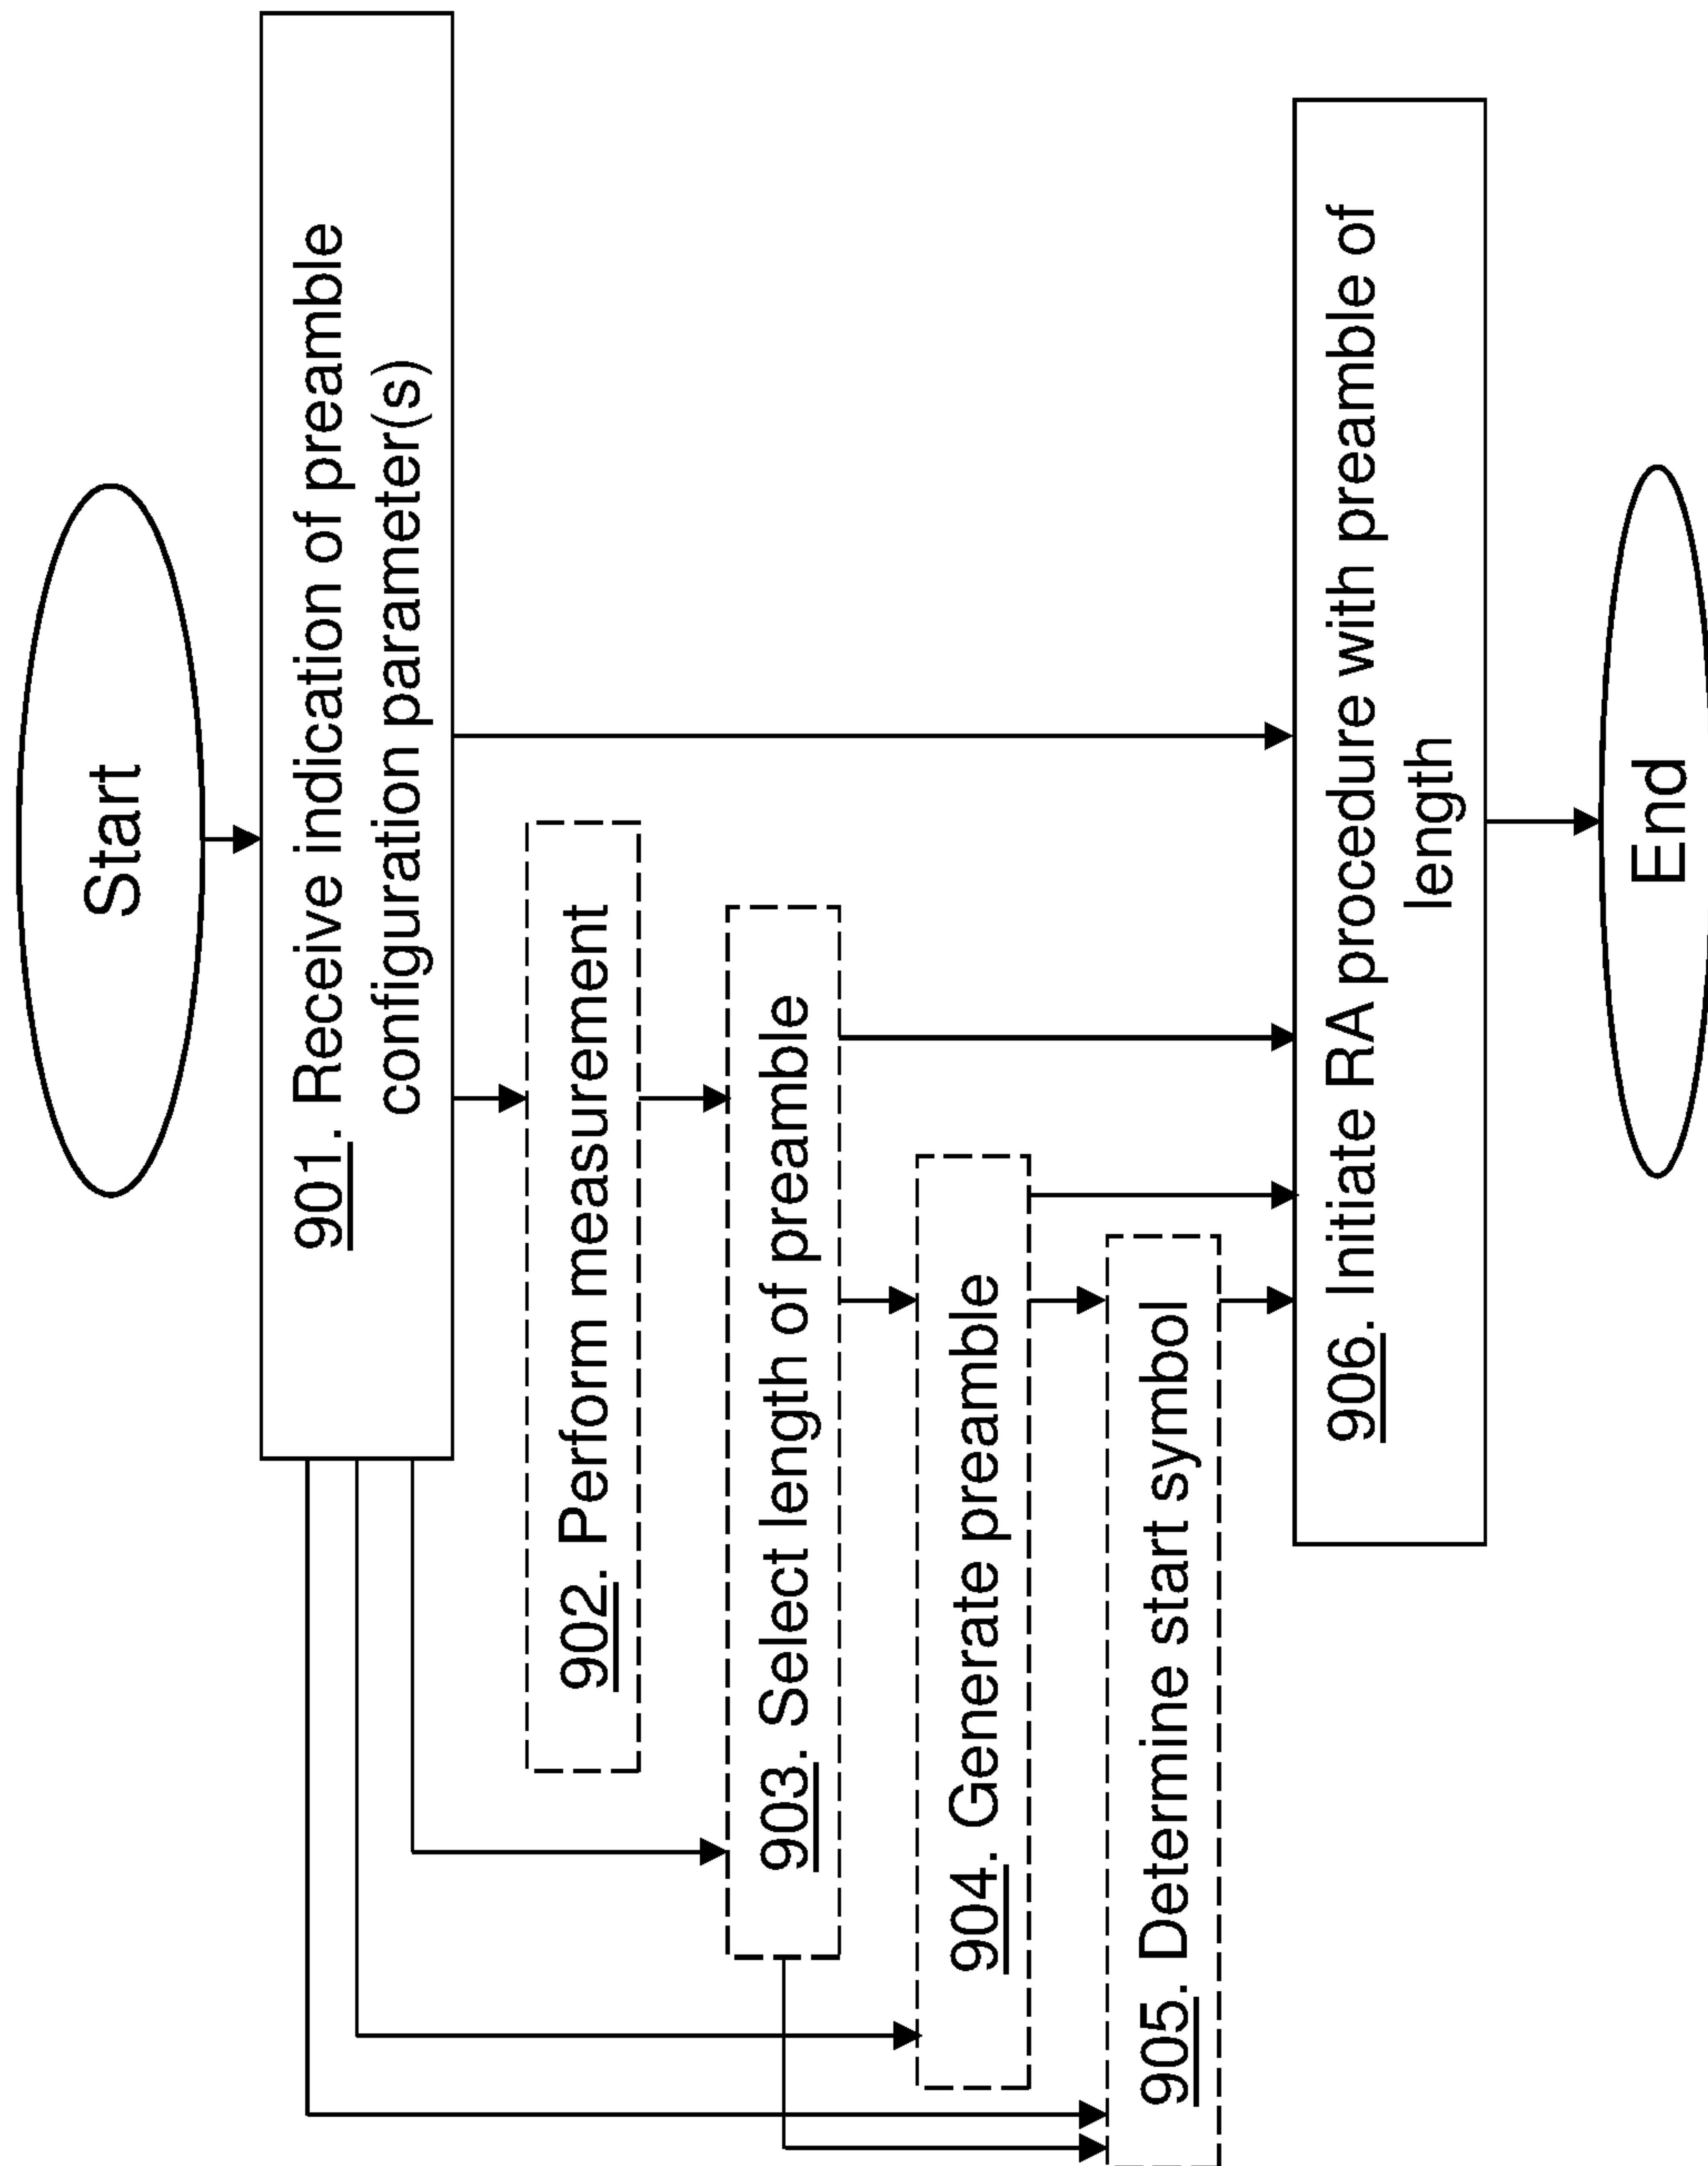 Start
901. Receive indication of preamble
configuration parameter(s)
902. Perform measurement
903. Select length of preamble
904. Generate preamble
905. Determine start symbol
906. Initiate RA procedure with preamble of
length
End